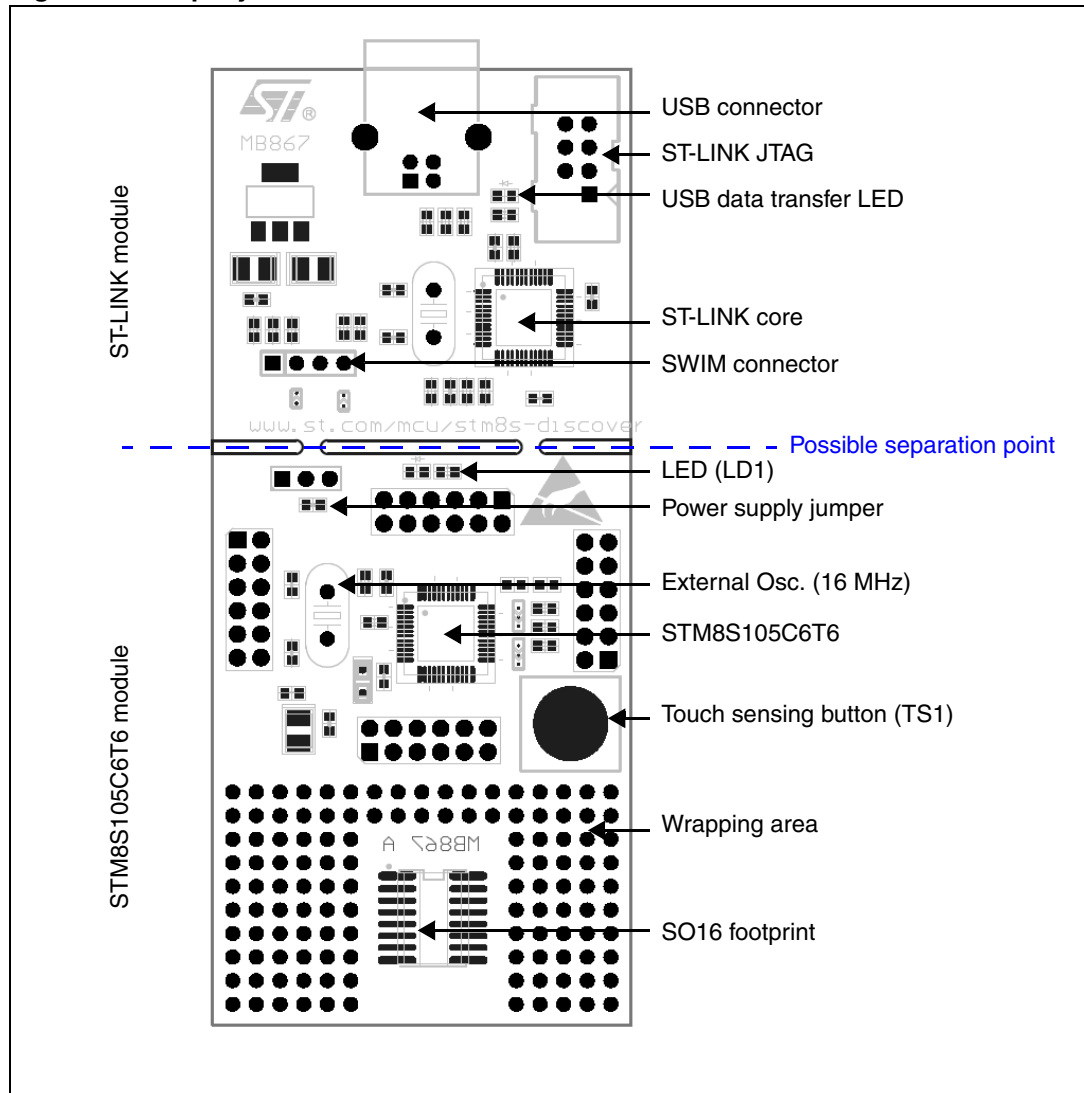 ST ®
MB867
USB connector
ST-LINK JTAG
USB data transfer LED
ST-LINK module
ST-LINK core
SWIM connector
www.st.com/mcu/stm8s-discover
Possible separation point
LED (LD1)
Power supply jumper
External Osc. (16 MHz)
STM8S105C6T6
STM8S105C6T6 module
Touch sensing button (TS1)
Wrapping area
MB867 A
SO16 footprint